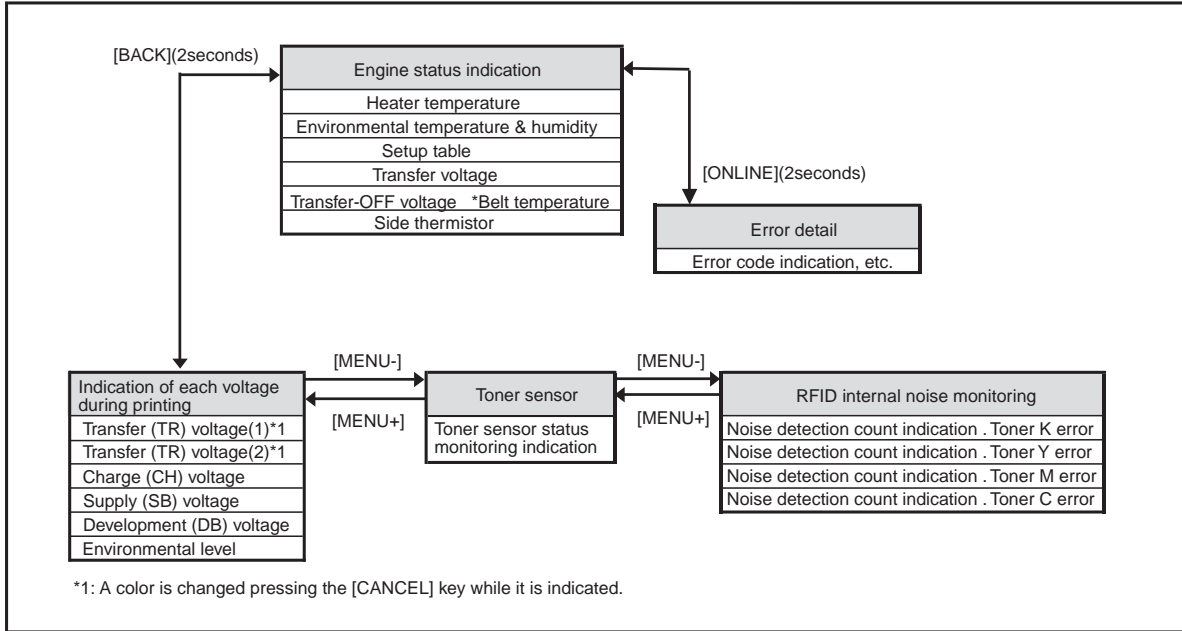 [BACK](2seconds)
Engine status indication
Heater temperature
Environmental temperature & humidity
Setup table
Transfer voltage
Transfer-OFF voltage *Belt temperature
Side thermistor
[ONLINE](2seconds)
Error detail
Error code indication, etc.
Indication of each voltage
during printing
Transfer (TR) voltage(1)*1
Transfer (TR) voltage(2)*1
Charge (CH) voltage
Supply (SB) voltage
Development (DB) voltage
Environmental level
[MENU-]
[MENU+]
Toner sensor
Toner sensor status
monitoring indication
[MENU-]
[MENU+]
RFID internal noise monitoring
Noise detection count indication . Toner K error
Noise detection count indication . Toner Y error
Noise detection count indication . Toner M error
Noise detection count indication . Toner C error
*1: A color is changed pressing the [CANCEL] key while it is indicated.